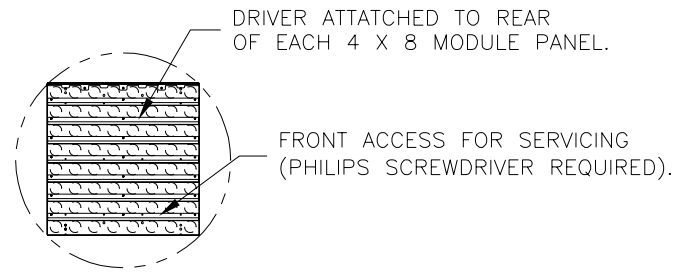 DRIVER ATTATCHED TO REAR
OF EACH 4 X 8 MODULE PANEL.
FRONT ACCESS FOR SERVICING
(PHILIPS SCREWDRIVER REQUIRED).